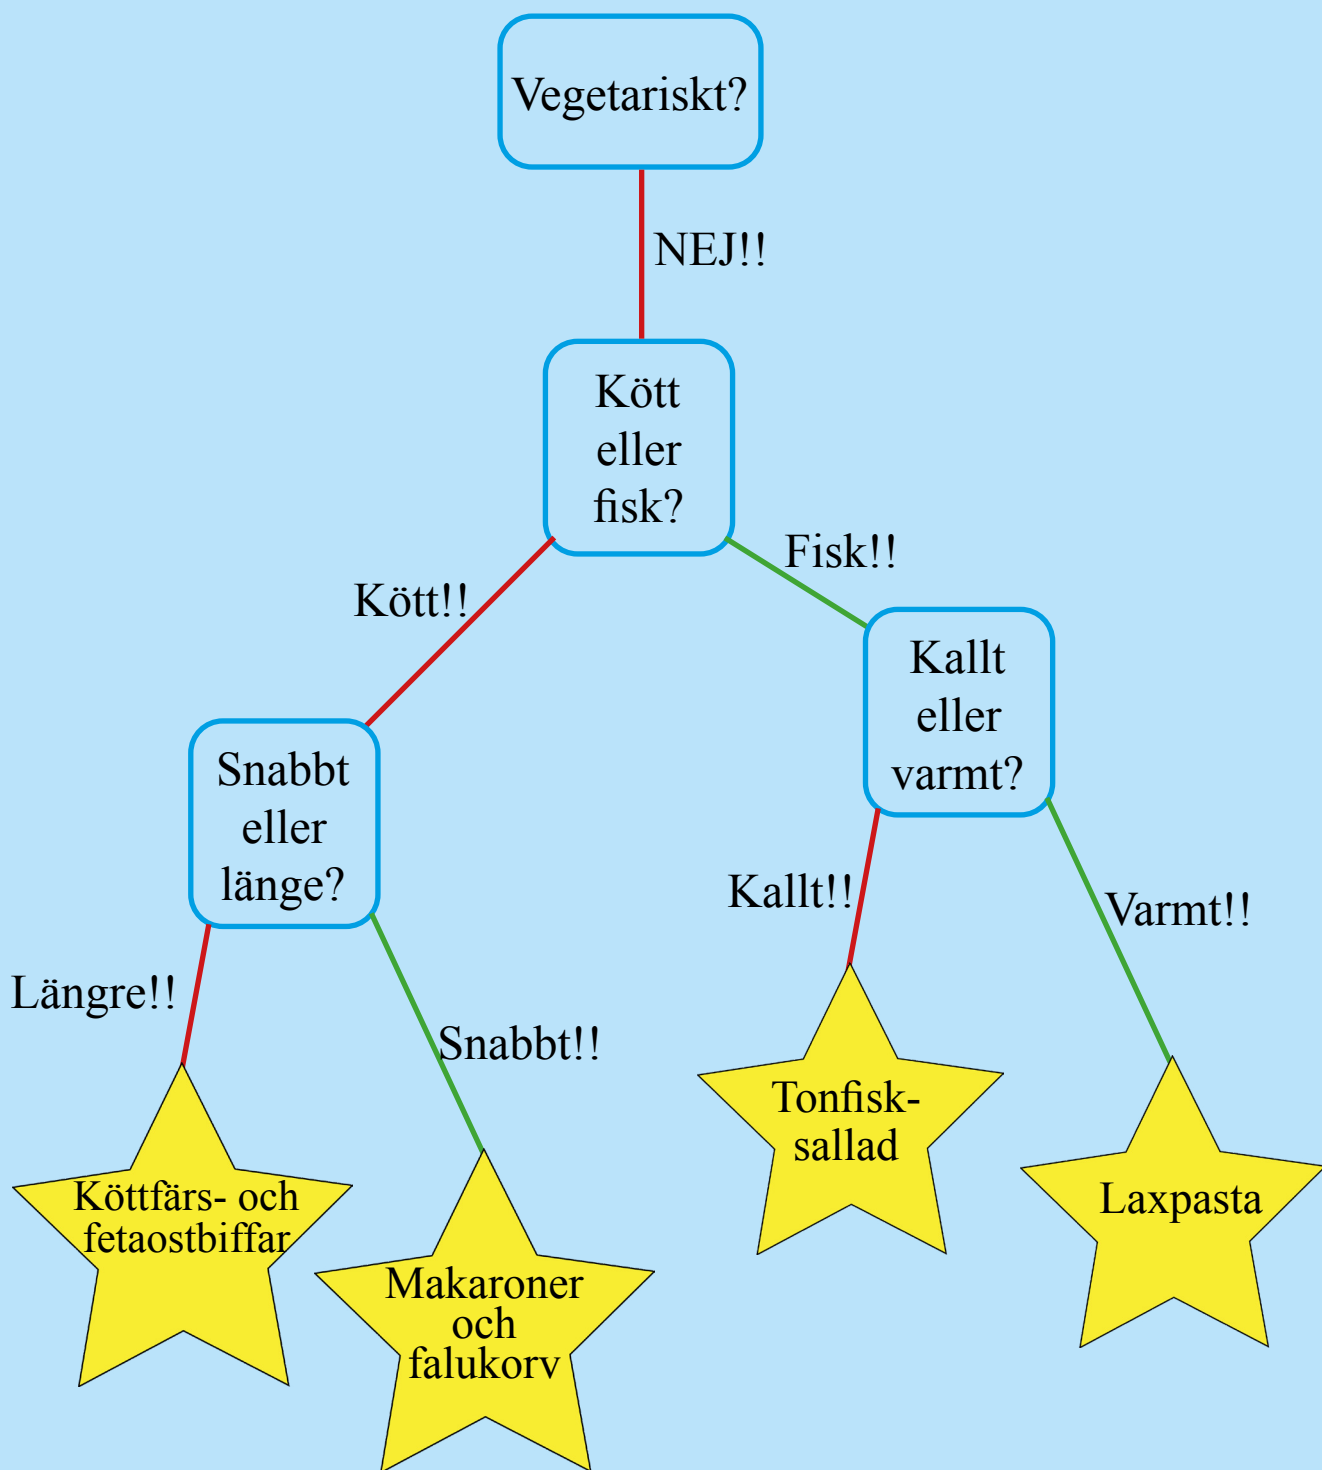 Vegetariskt?
NEJ!!
Kött
eller
fisk?
Fisk!!
Kött!!
Kallt
eller
varmt?
Snabbt
eller
länge?
Kallt!!
Varmt!!
Längre!!
Snabbt!!
Tonfisk-
sallad
Laxpasta
Köttfärs- och
fetaostbiffar
Makaroner
och
falukorv